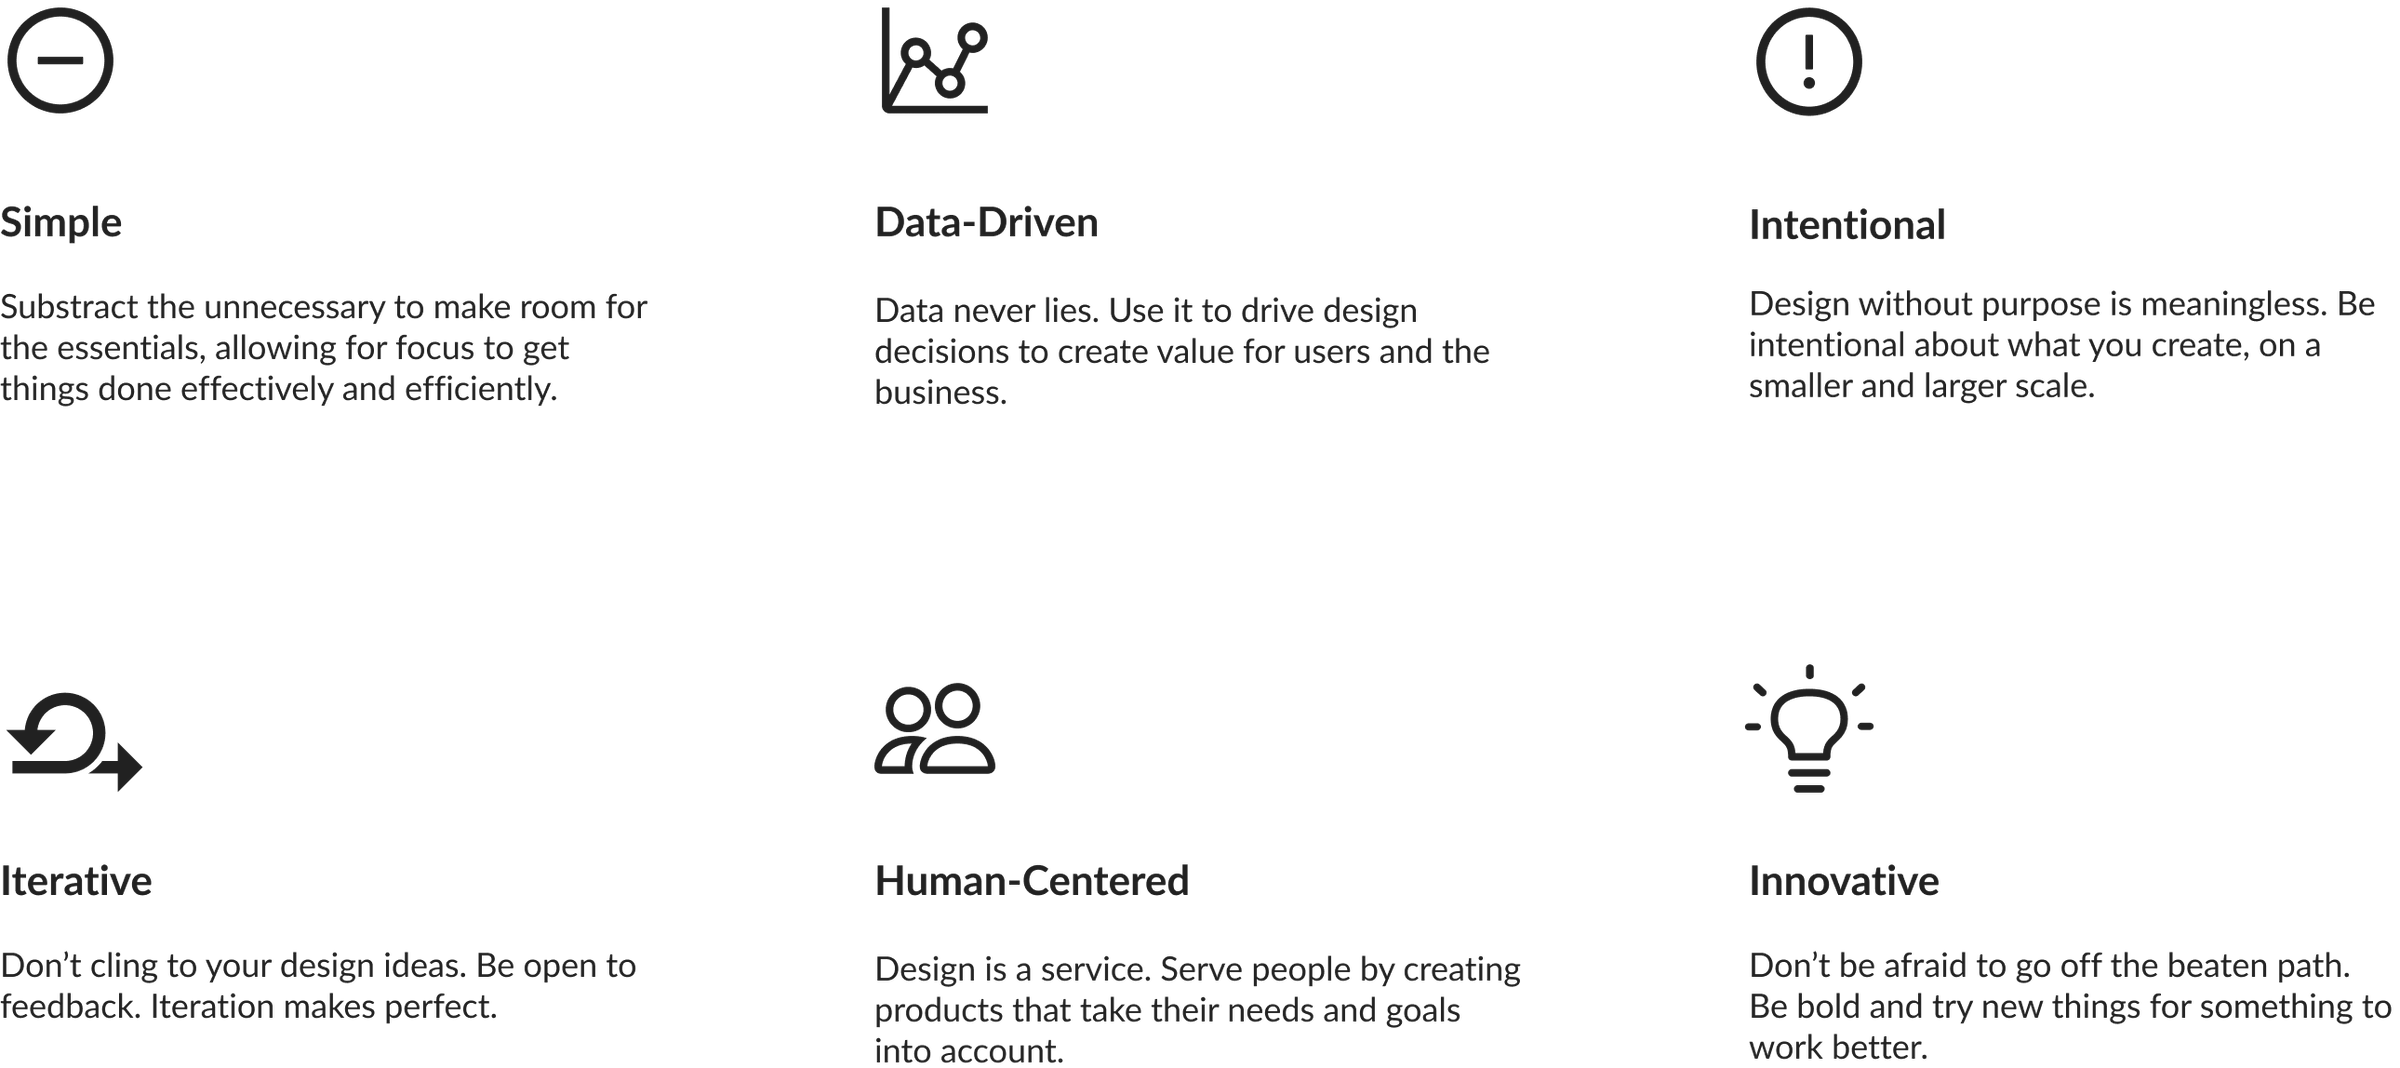 Simple
Substract the unnecessary to make room for
the essentials, allowing for focus to get
things done effectively and efficiently.
Data-Driven
Data never lies. Use it to drive design
decisions to create value for users and the
business.
Intentional
Design without purpose is meaningless. Be
intentional about what you create, on a
smaller and larger scale.
Iterative
Don’t cling to your design ideas. Be open to
feedback. Iteration makes perfect.
Human-Centered
Design is a service. Serve people by creating
products that take their needs and goals
into account.
Innovative
Don’t be afraid to go off the beaten path.
Be bold and try new things for something to
work better.